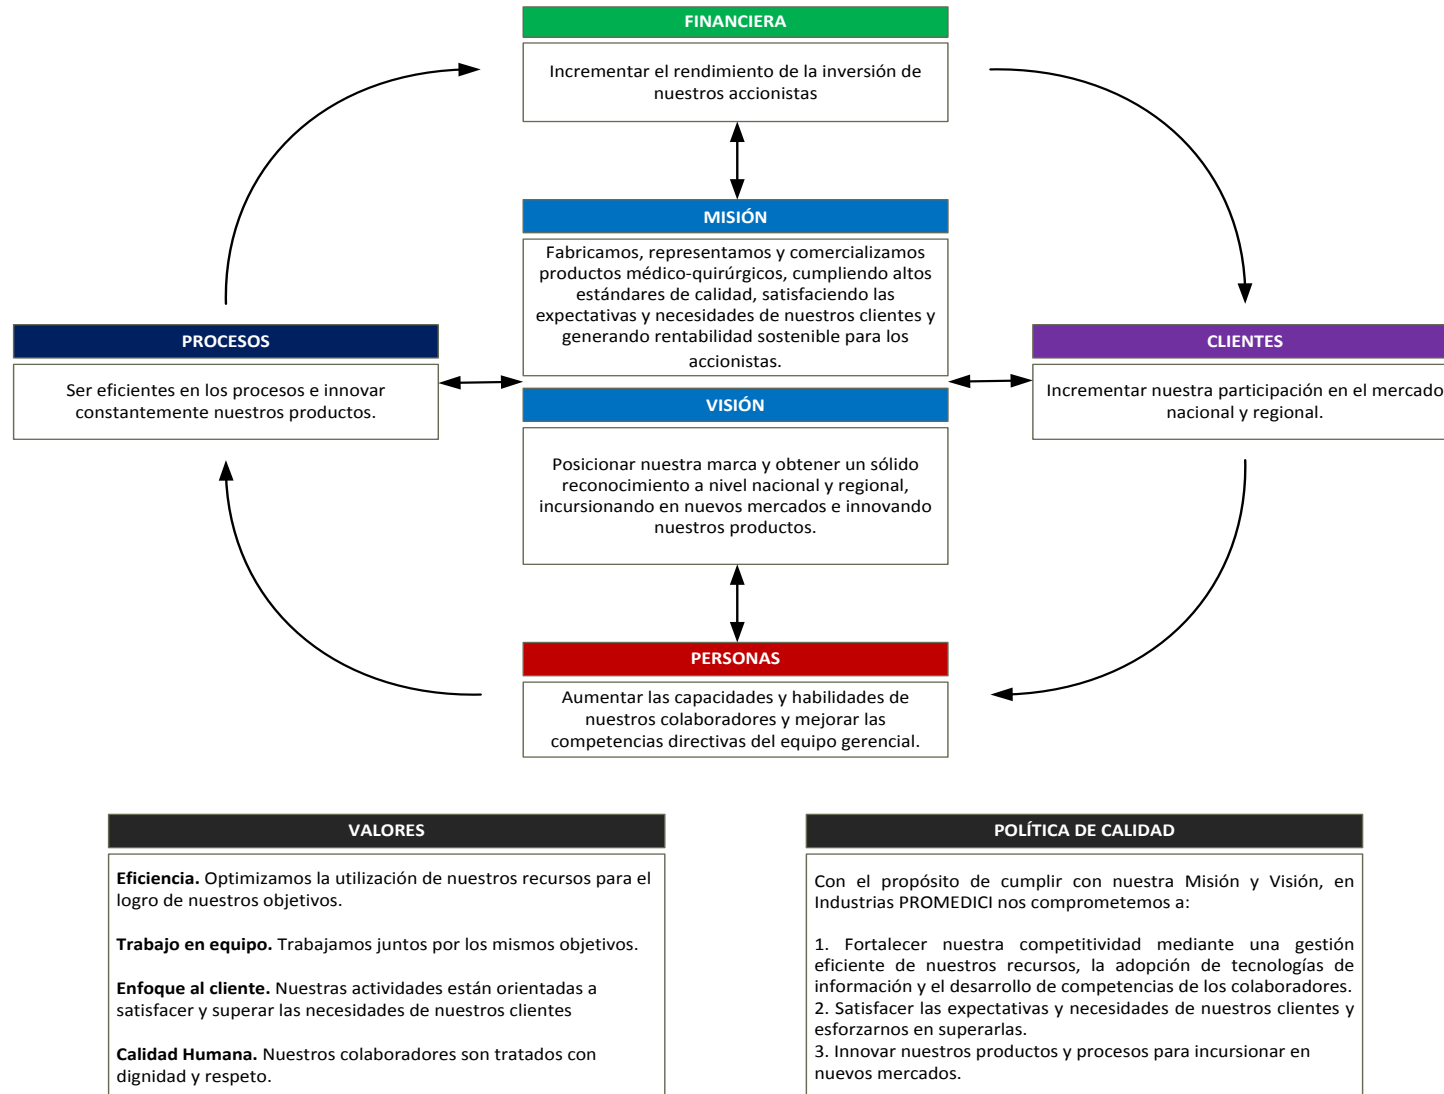 FINANCIERA
Incrementar el rendimiento de la inversión de
nuestros accionistas
MISIÓN
Fabricamos, representamos y comercializamos
productos médico-quirúrgicos, cumpliendo altos
estándares de calidad, satisfaciendo las
expectativas y necesidades de nuestros clientes y
generando rentabilidad sostenible para los
accionistas.
PROCESOS
Ser eficientes en los procesos e innovar
constantemente nuestros productos.
CLIENTES
Incrementar nuestra participación en el mercado
nacional y regional.
VISIÓN
Posicionar nuestra marca y obtener un sólido
reconocimiento a nivel nacional y regional,
incursionando en nuevos mercados e innovando
nuestros productos.
PERSONAS
Aumentar las capacidades y habilidades de
nuestros colaboradores y mejorar las
competencias directivas del equipo gerencial.
VALORES
Eficiencia. Optimizamos la utilización de nuestros recursos para el
logro de nuestros objetivos.
Trabajo en equipo. Trabajamos juntos por los mismos objetivos.
Enfoque al cliente. Nuestras actividades están orientadas a
satisfacer y superar las necesidades de nuestros clientes
Calidad Humana. Nuestros colaboradores son tratados con
dignidad y respeto.
POLÍTICA DE CALIDAD
Con el propósito de cumplir con nuestra Misión y Visión, en
Industrias PROMEDICI nos comprometemos a:
1. Fortalecer nuestra competitividad mediante una gestión
eficiente de nuestros recursos, la adopción de tecnologías de
información y el desarrollo de competencias de los colaboradores.
2. Satisfacer las expectativas y necesidades de nuestros clientes y
esforzarnos en superarlas.
3. Innovar nuestros productos y procesos para incursionar en
nuevos mercados.